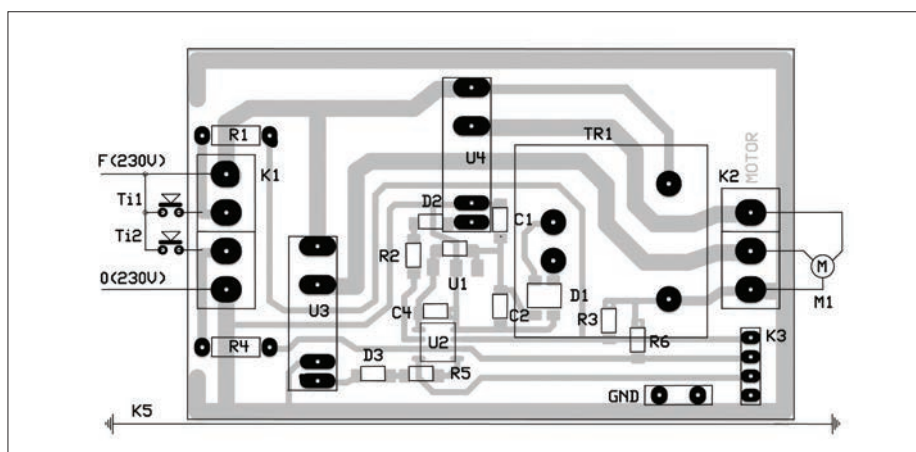 R1
U4
TR1
MOTOR
F(230V)
K1
K2
Ti1
D2
C1
Ti2
R2
M
U1
O(230V)
M1
U3
C4
C2
D1
R3
U2
K3
R4
R6
D3
R5
GND
K5